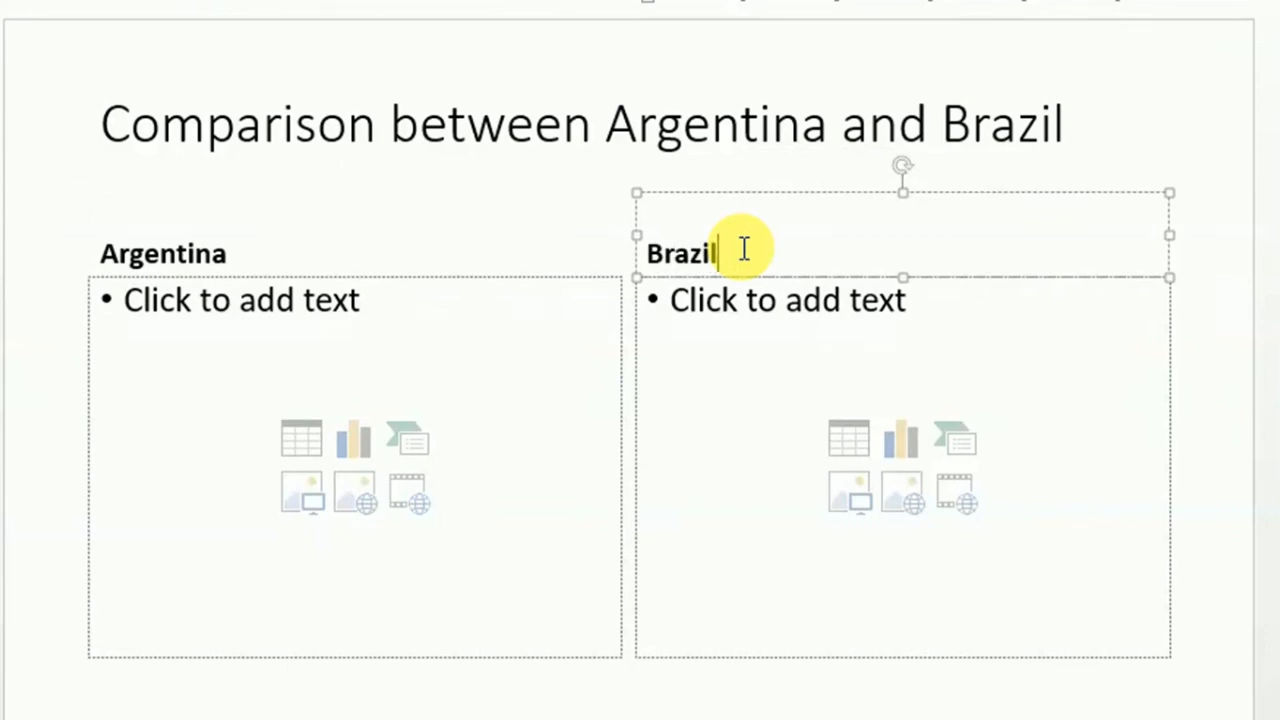 Comparison between Argentina and Brazil
Argentina
Brazil
• Click to add text
• Click to add text